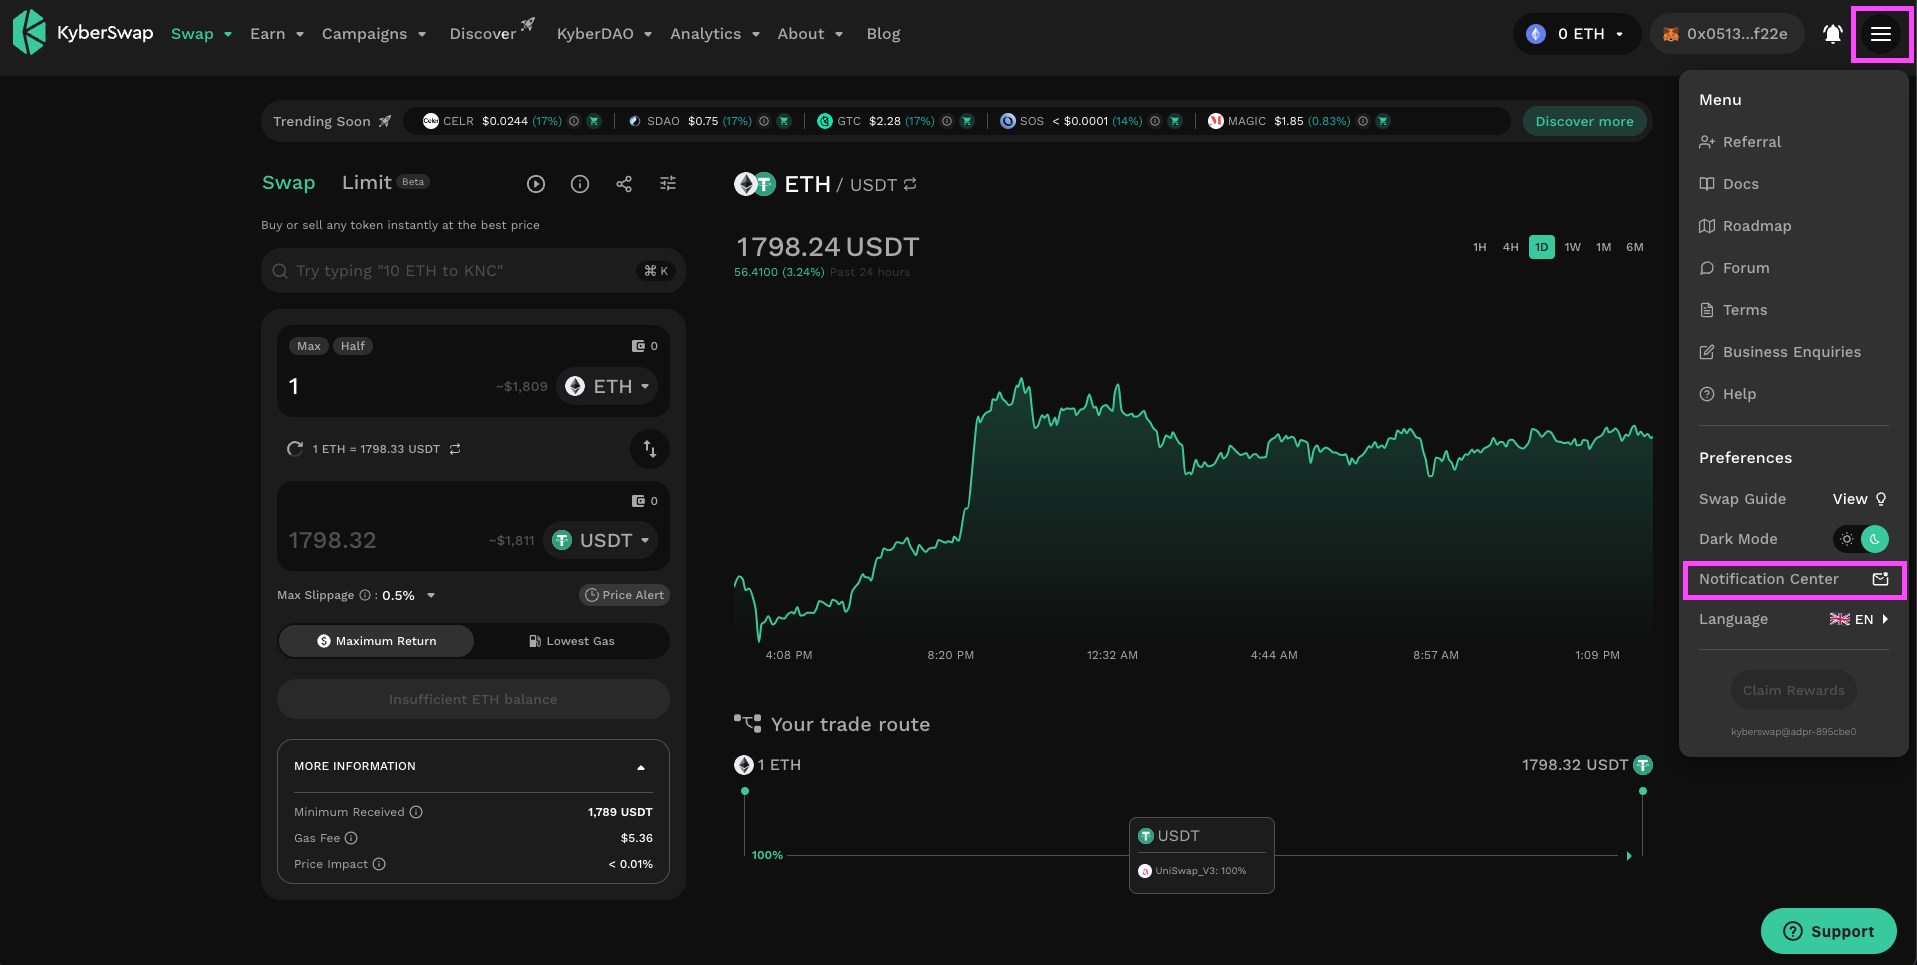 KyberSwap Swap Earn Campaigns Discover KyberDAO Analytics About Blog 0 ETH 0x0513...f22e
Trending Soon CELR $0.0244 (17%) SDAO $0.75 (17%) GTC $2.28 (17%) SOS < $0.0001 (14%) MAGIC $1.85 (0.83%) Discover more
Swap Limit Beta
Buy or sell any token instantly at the best price
Try typing "10 ETH to KNC" ⌘ K
Max Half 0
1 ~$1,809 ETH
1 ETH = 1798.33 USDT
0
1798.32 ~$1,811 USDT
Max Slippage : 0.5% Price Alert
Maximum Return Lowest Gas
Insufficient ETH balance
MORE INFORMATION
Minimum Received 1,789 USDT
Gas Fee $5.36
Price Impact < 0.01%
ETH / USDT
1798.24 USDT
56.4100 (3.24%) Past 24 hours
1H 4H 1D 1W 1M 6M
4:08 PM 8:20 PM 12:32 AM 4:44 AM 8:57 AM 1:09 PM
Your trade route
1 ETH 1798.32 USDT
USDT
100%
UniSwap_V3: 100%
Menu
Referral
Docs
Roadmap
Forum
Terms
Business Enquiries
Help
Preferences
Swap Guide View
Dark Mode
Notification Center
Language EN
Claim Rewards
kyberswap@adpr-895cbe0
Support